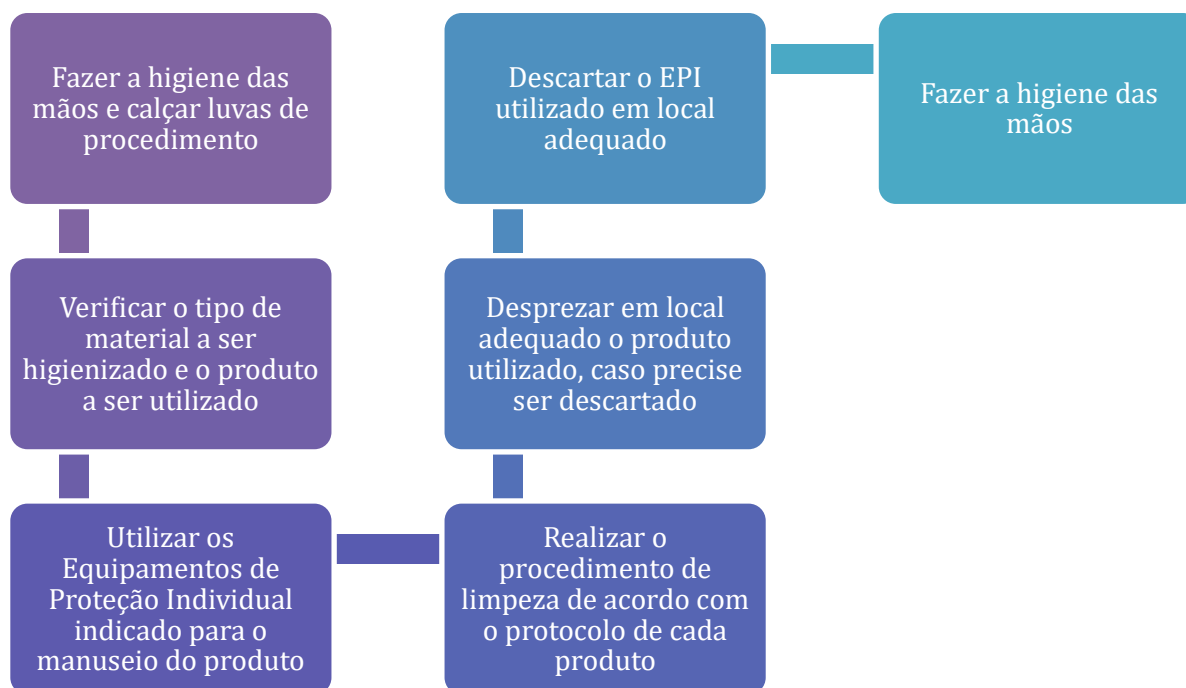 Fazer a higiene das
mãos e calçar luvas de
procedimento
Verificar o tipo de
material a ser
higienizado e o produto
a ser utilizado
Utilizar os
Equipamentos de
Proteção Individual
indicado para o
manuseio do produto
Realizar o
procedimento de
limpeza de acordo com
o protocolo de cada
produto
Desprezar em local
adequado o produto
utilizado, caso precise
ser descartado
Descartar o EPI
utilizado em local
adequado
Fazer a higiene das
mãos